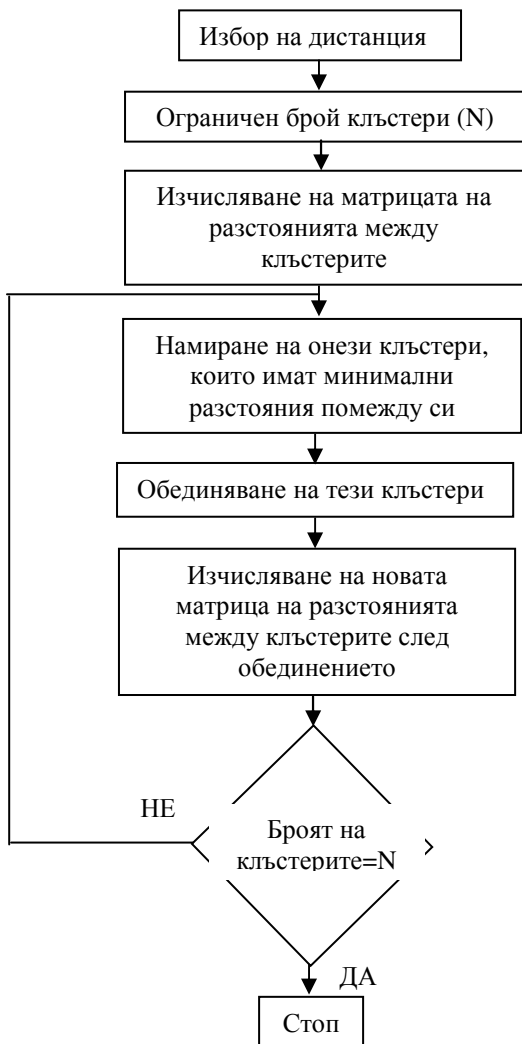 Избор на дистанция
Ограничен брой клъстери (N)
Изчисляване на матрицата на
разстоянията между
клъстерите
Намиране на онези клъстери,
които имат минимални
разстояния помежду си
Обединяване на тези клъстери
Изчисляване на новата
матрица на разстоянията
между клъстерите след
обединението
НЕ
Броят на
клъстерите=N
ДА
Стоп